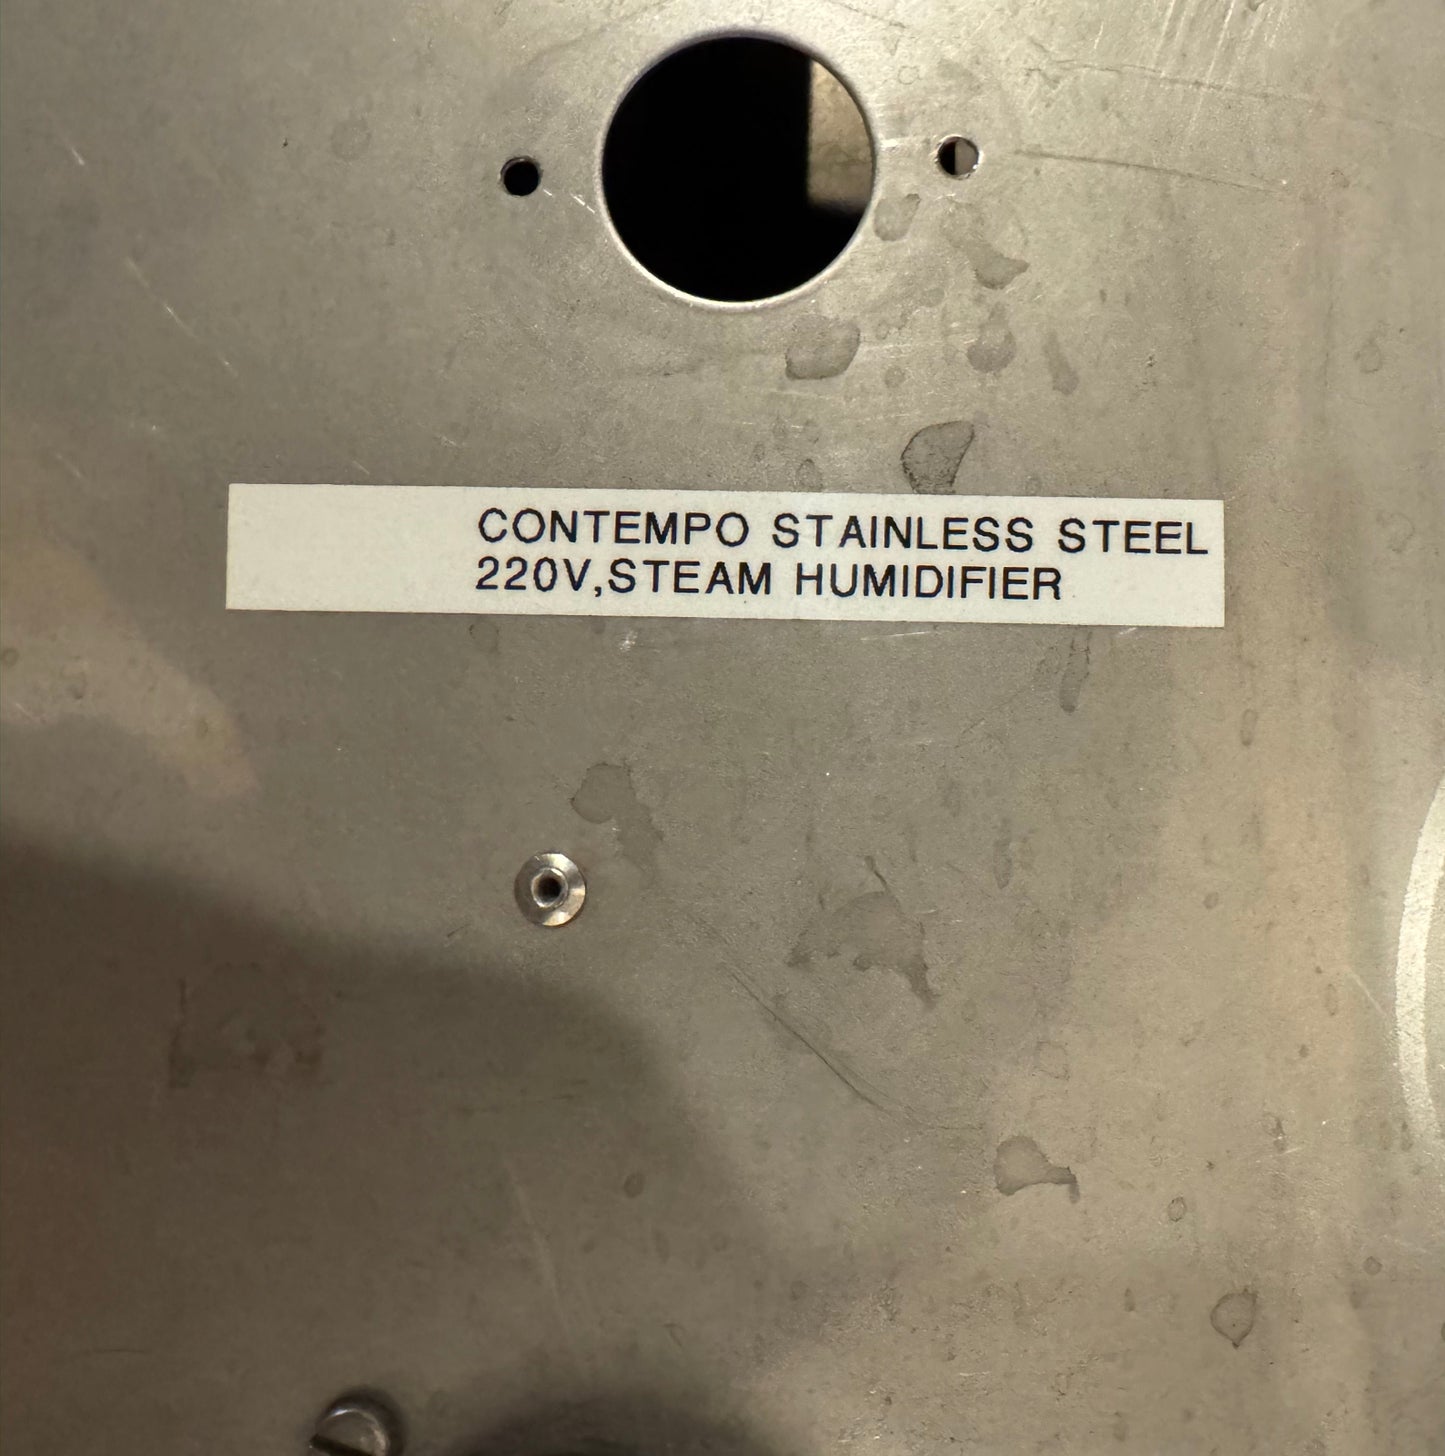 CONTEMPO STAINLESS STEEL
220V,STEAM HUMIDIFIER